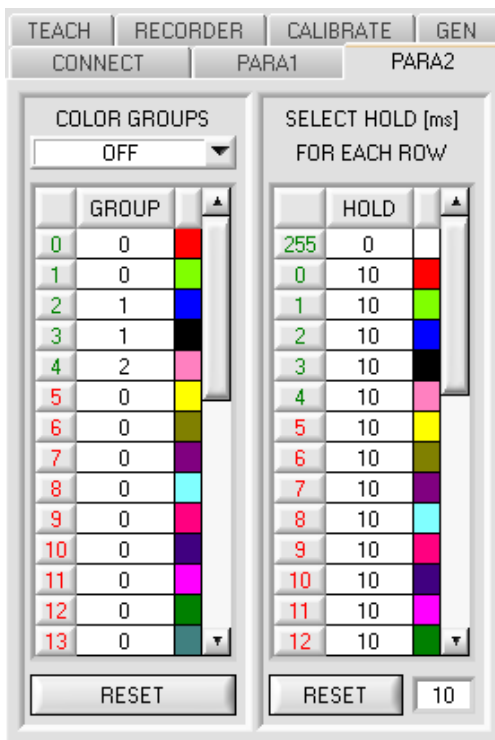 TEACH RECORDER CALIBRATE GEN
CONNECT PARA1 PARA2
COLOR GROUPS
OFF
GROUP
0 0
1 0
2 1
3 1
4 2
5 0
6 0
7 0
8 0
9 0
10 0
11 0
12 0
13 0
RESET
SELECT HOLD [ms]
FOR EACH ROW
HOLD
255 0
0 10
1 10
2 10
3 10
4 10
5 10
6 10
7 10
8 10
9 10
10 10
11 10
12 10
RESET 10